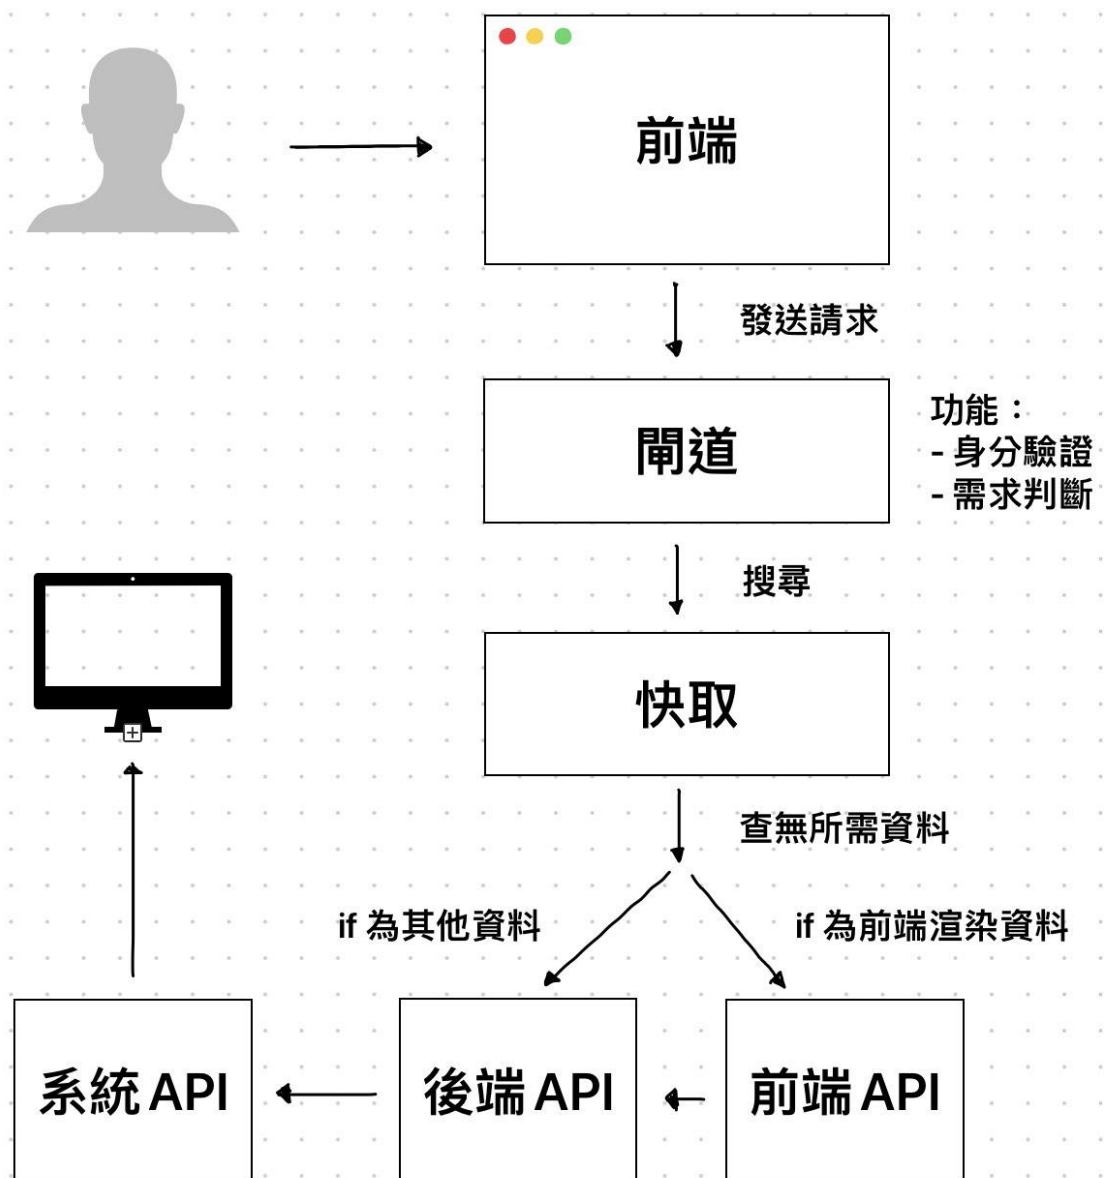 前端
發送請求
閘道
功能：
- 身分驗證
- 需求判斷
搜尋
快取
查無所需資料
if 為其他資料
if 為前端渲染資料
系統 API
後端 API
前端 API